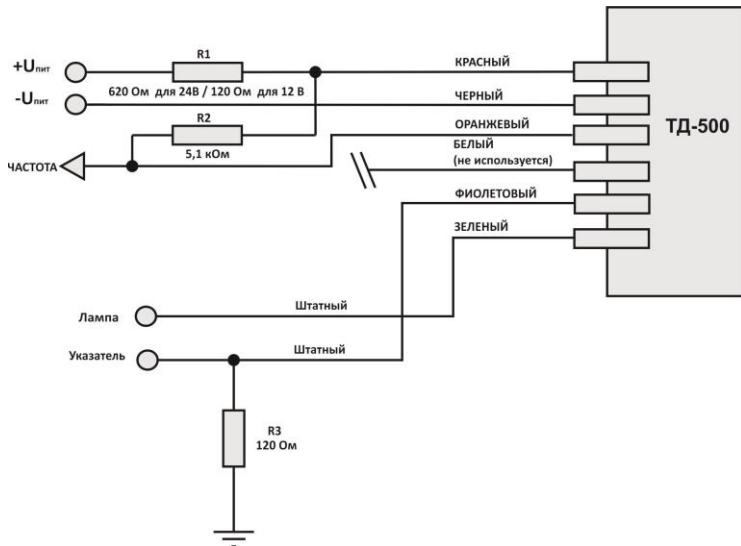 R1
КРАСНЫЙ
+Uпит
620 Ом для 24В / 120 Ом для 12 В
ЧЕРНЫЙ
-Uпит
R2
ОРАНЖЕВЫЙ
ТД-500
5,1 кОм
БЕЛЫЙ
(не используется)
ЧАСТОТА
ФИОЛЕТОВЫЙ
ЗЕЛЕНЫЙ
Штатный
Лампа
Штатный
Указатель
R3
120 Ом